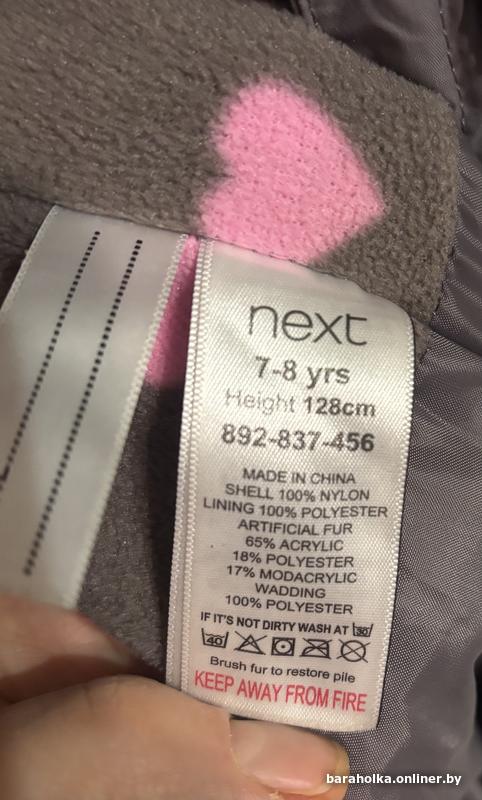 next
7-8 yrs
Height 128cm
892-837-456
MADE IN CHINA
SHELL 100% NYLON
LINING 100% POLYESTER
ARTIFICIAL FUR
65% ACRYLIC
18% POLYESTER
17% MODACRYLIC
WADDING
100% POLYESTER
IF IT'S NOT DIRTY WASH AT 30
40
Brush fur to restore pile
KEEP AWAY FROM FIRE
baraholka.onliner.by